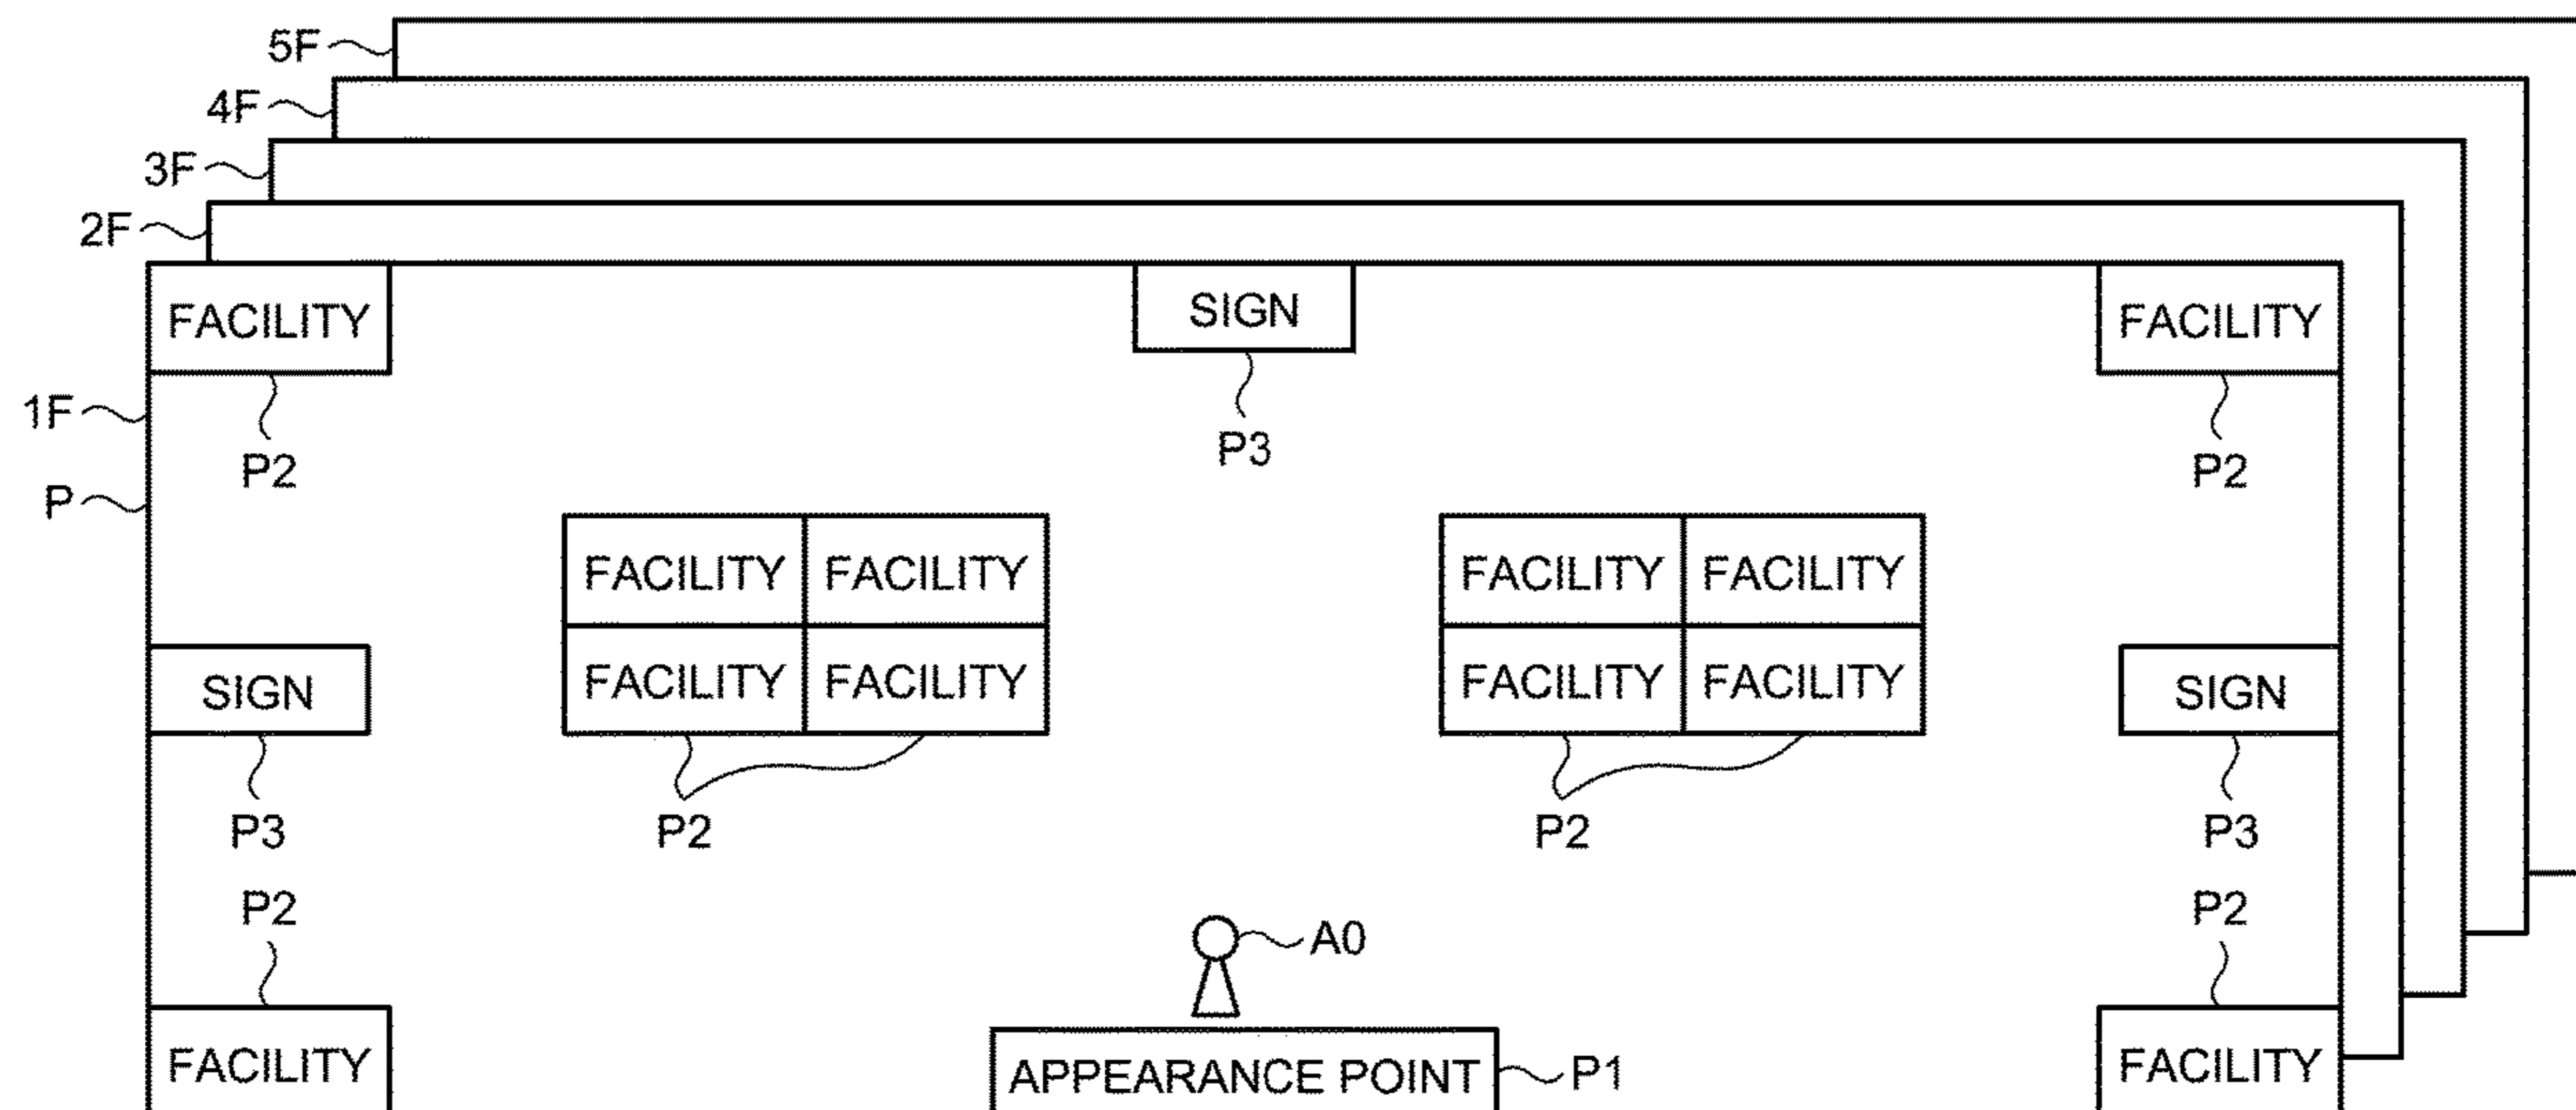 5F
4F
3F
2F
FACILITY SIGN FACILITY
1F
P2 P3 P2
P
FACILITY FACILITY FACILITY FACILITY
SIGN FACILITY FACILITY FACILITY FACILITY SIGN
P3 P2 P2 P3
P2 P2
A0
FACILITY APPEARANCE POINT P1 FACILITY